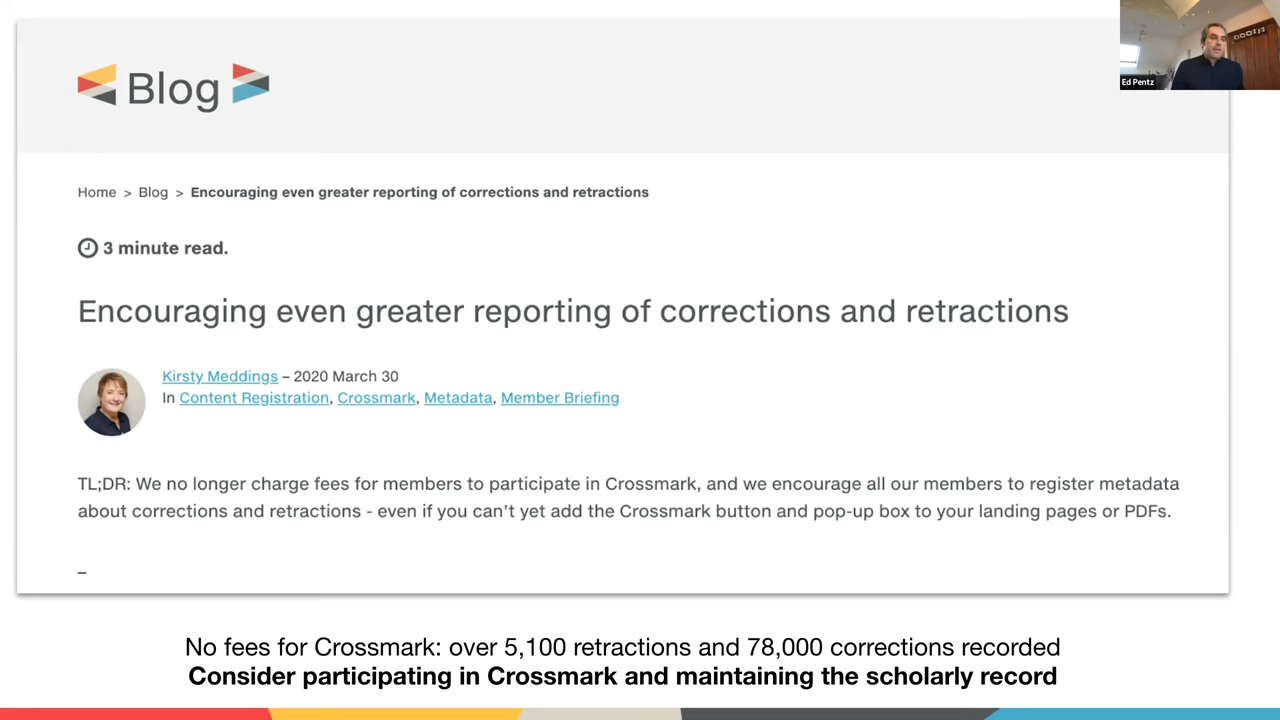 Ed Pentz
Blog
Home > Blog > Encouraging even greater reporting of corrections and retractions
3 minute read.
Encouraging even greater reporting of corrections and retractions
Kirsty Meddings – 2020 March 30
In Content Registration, Crossmark, Metadata, Member Briefing
TL;DR: We no longer charge fees for members to participate in Crossmark, and we encourage all our members to register metadata
about corrections and retractions - even if you can’t yet add the Crossmark button and pop-up box to your landing pages or PDFs.
–
No fees for Crossmark: over 5,100 retractions and 78,000 corrections recorded
Consider participating in Crossmark and maintaining the scholarly record